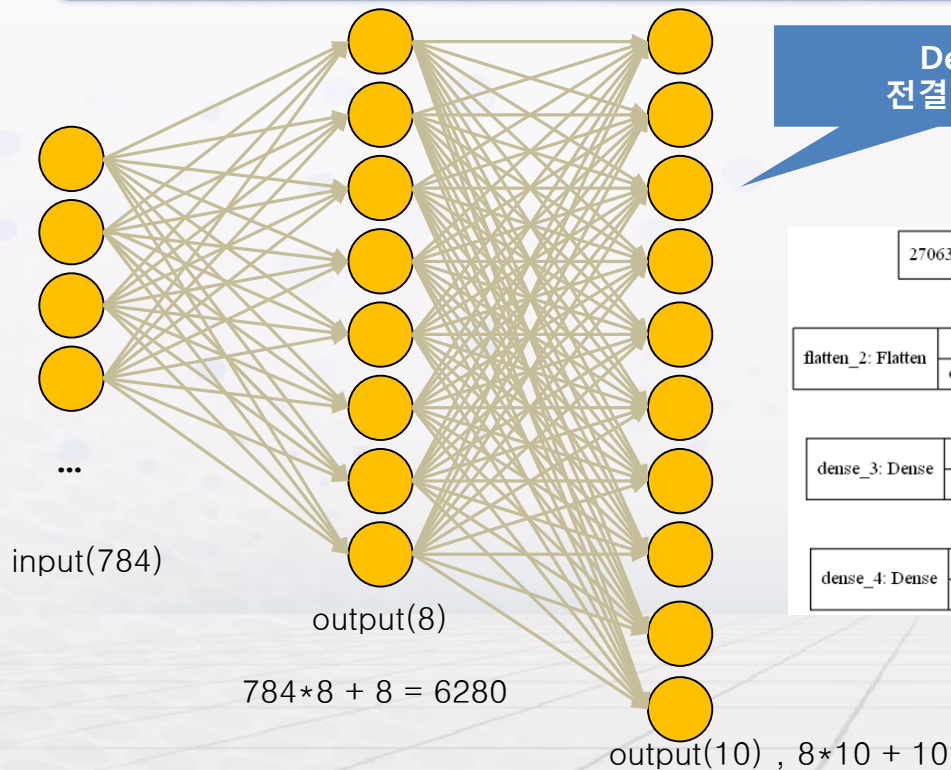 전결
27063
flatten_2: Flatten
dense_3: Dense
dense_4: Dense
...
input(784)
output(8)
784*8 + 8 = 6280
output(10) , 8*10 + 10